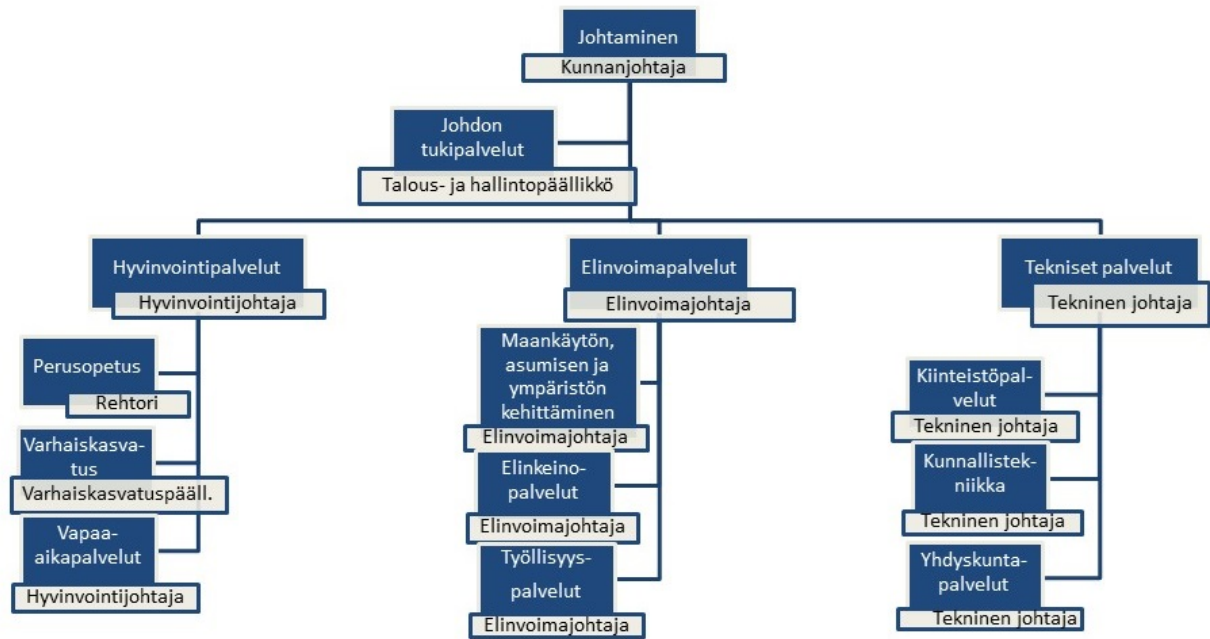 Johtaminen
Kunnanjohtaja
Johdon
tukipalvelut
Talous- ja hallintopäällikkö
Hyvinvointipalvelut
Hyvinvointijohtaja
Perusopetus
Rehtori
Varhaiskasva-
tus
Varhaiskasvatuspääll.
Vapaa-
aikapalvelut
Hyvinvointijohtaja
Elinvoimapalvelut
Elinvoimajohtaja
Maankäytön,
asumisen ja
ympäristön
kehittäminen
Elinvoimajohtaja
Elinkeino-
palvelut
Elinvoimajohtaja
Työllisyys-
palvelut
Elinvoimajohtaja
Tekniset palvelut
Tekninen johtaja
Kiinteistöpal-
velut
Tekninen johtaja
Kunnallistek-
niikka
Tekninen johtaja
Yhdyskunta-
palvelut
Tekninen johtaja